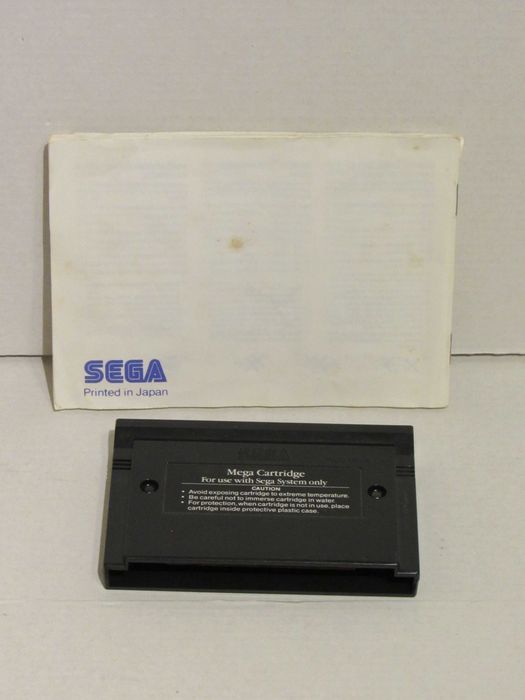 SEGA
Printed in Japan
SEGA
Mega Cartridge
For use with Sega System only
CAUTION
• Avoid exposing cartridge to extreme temperature.
• Be careful not to immerse cartridge in water.
• For protection, when cartridge is not in use, place
cartridge inside protective plastic case.